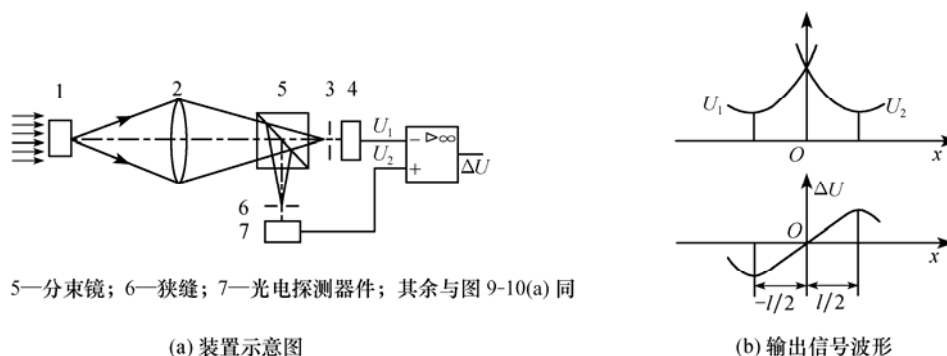 1
2
5
3 4
U₁
U₂
− ▷∞
+
ΔU
6
7
5—分束镜；6—狭缝；7—光电探测器件；其余与图 9-10(a) 同
(a) 装置示意图
U₁
U₂
O
x
ΔU
O
x
−l/2
l/2
(b) 输出信号波形